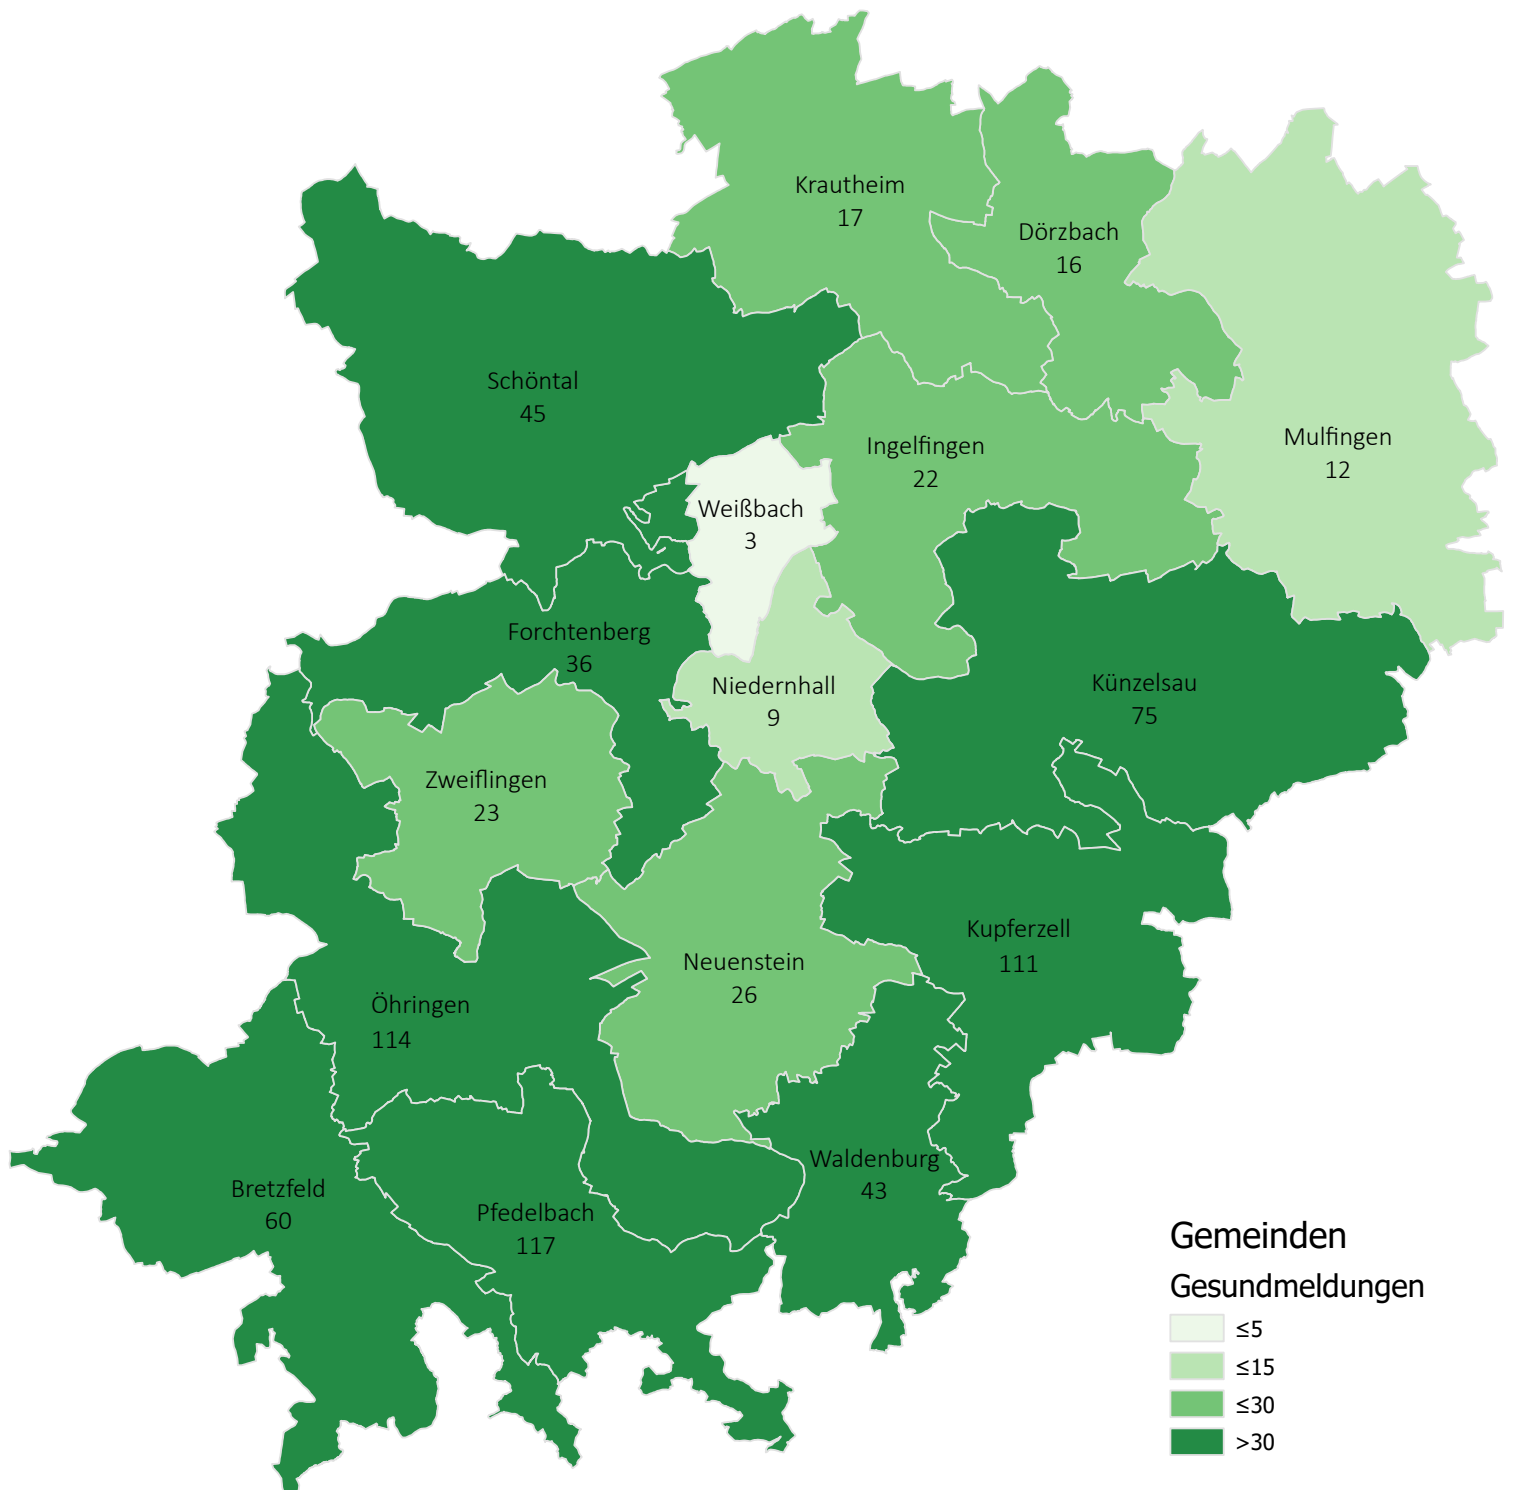 Krautheim
17
Dörzbach
16
Schöntal
45
Ingelfingen
22
Mulfingen
12
Weißbach
3
Forchtenberg
36
Niedernhall
9
Künzelsau
75
Zweiflingen
23
Kupferzell
111
Neuenstein
26
Öhringen
114
Waldenburg
43
Bretzfeld
60
Pfedelbach
117
Gemeinden
Gesundmeldungen
≤5
≤15
≤30
>30